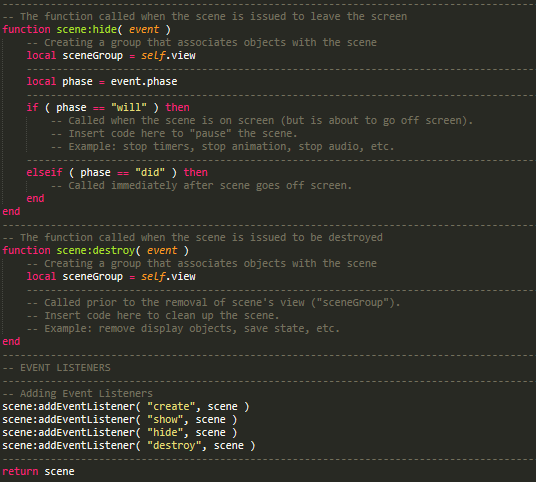 -----------------------------------------------------------------------------------------
-- The function called when the scene is issued to leave the screen
function scene:hide( event )
    -- Creating a group that associates objects with the scene
    local sceneGroup = self.view
    -------------------------------------------------------------------------------------
    local phase = event.phase
    -------------------------------------------------------------------------------------
    if ( phase == "will" ) then
        -- Called when the scene is on screen (but is about to go off screen).
        -- Insert code here to "pause" the scene.
        -- Example: stop timers, stop animation, stop audio, etc.
    -------------------------------------------------------------------------------------
    elseif ( phase == "did" ) then
        -- Called immediately after scene goes off screen.
    end
end
-----------------------------------------------------------------------------------------
-- The function called when the scene is issued to be destroyed
function scene:destroy( event )
    -- Creating a group that associates objects with the scene
    local sceneGroup = self.view
    -------------------------------------------------------------------------------------
    -- Called prior to the removal of scene's view ("sceneGroup").
    -- Insert code here to clean up the scene.
    -- Example: remove display objects, save state, etc.
end
-----------------------------------------------------------------------------------------
-- EVENT LISTENERS
-----------------------------------------------------------------------------------------
-- Adding Event Listeners
scene:addEventListener( "create", scene )
scene:addEventListener( "show", scene )
scene:addEventListener( "hide", scene )
scene:addEventListener( "destroy", scene )
-----------------------------------------------------------------------------------------
return scene